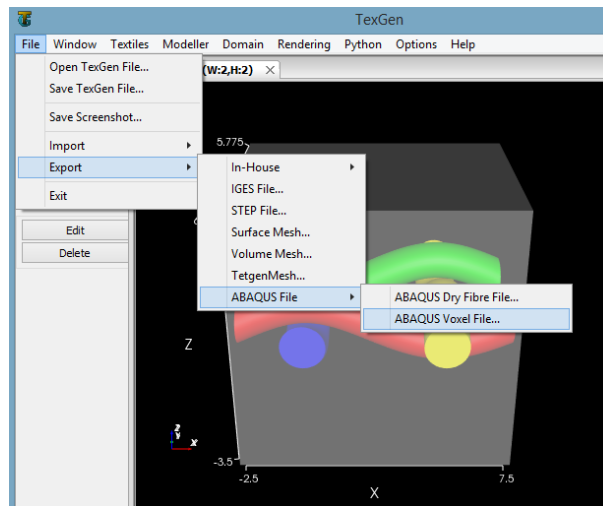 TexGen
File Window Textiles Modeller Domain Rendering Python Options Help
(W:2,H:2)
Open TexGen File...
Save TexGen File...
Save Screenshot...
Import
Export
Exit
Edit
Delete
In-House
IGES File...
STEP File...
Surface Mesh...
Volume Mesh...
TetgenMesh...
ABAQUS File
ABAQUS Dry Fibre File...
ABAQUS Voxel File...
5.775
Z
-3.5
-2.5
7.5
X